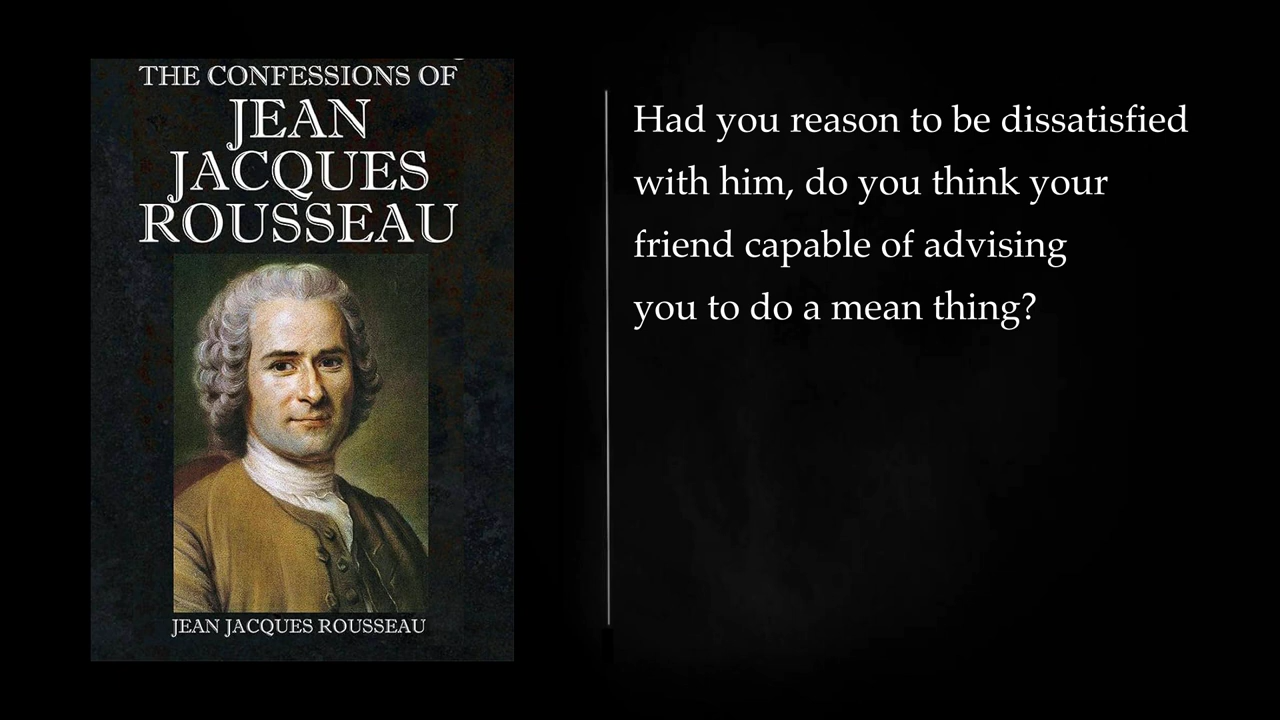 THE CONFESSIONS OF
JEAN
JACQUES
ROUSSEAU
JEAN JACQUES ROUSSEAU
Had you reason to be dissatisfied
with him, do you think your
friend capable of advising
you to do a mean thing?